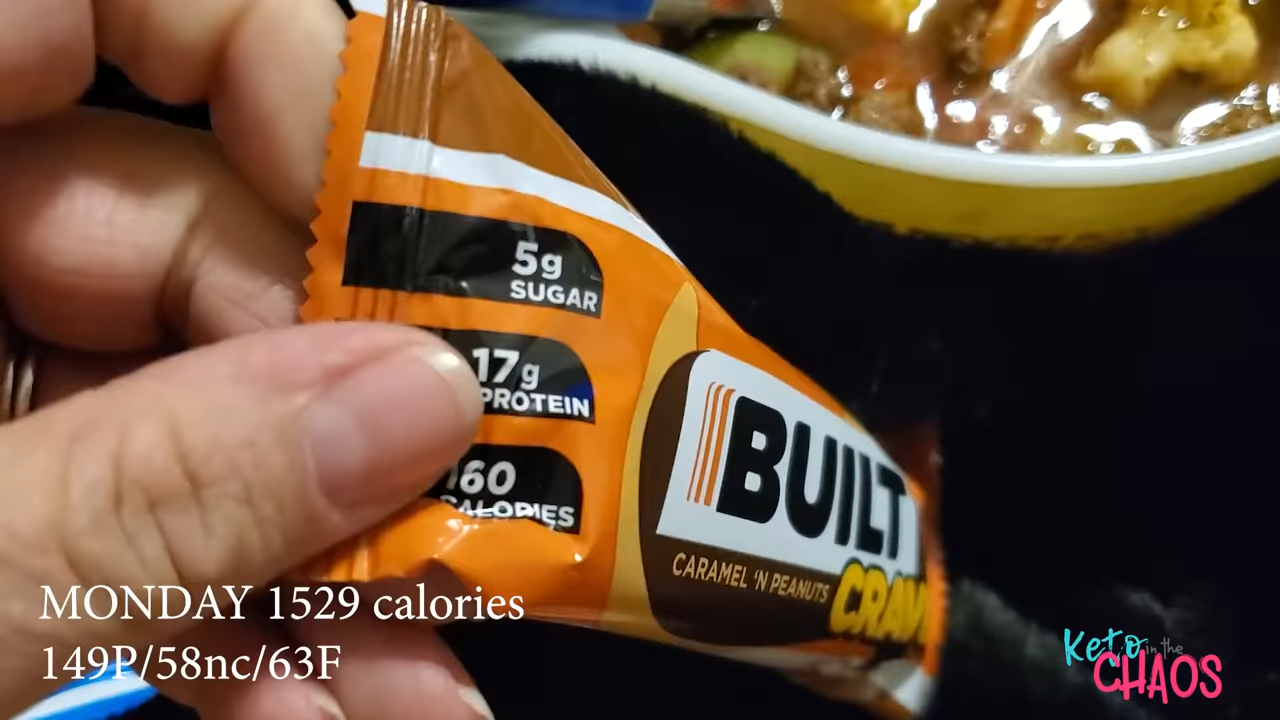 5g
SUGAR
17g
PROTEIN
160
CALORIES
BUILT
CARAMEL 'N PEANUTS
MONDAY 1529 calories
149P/58nc/63F
Keto in the
CHAOS